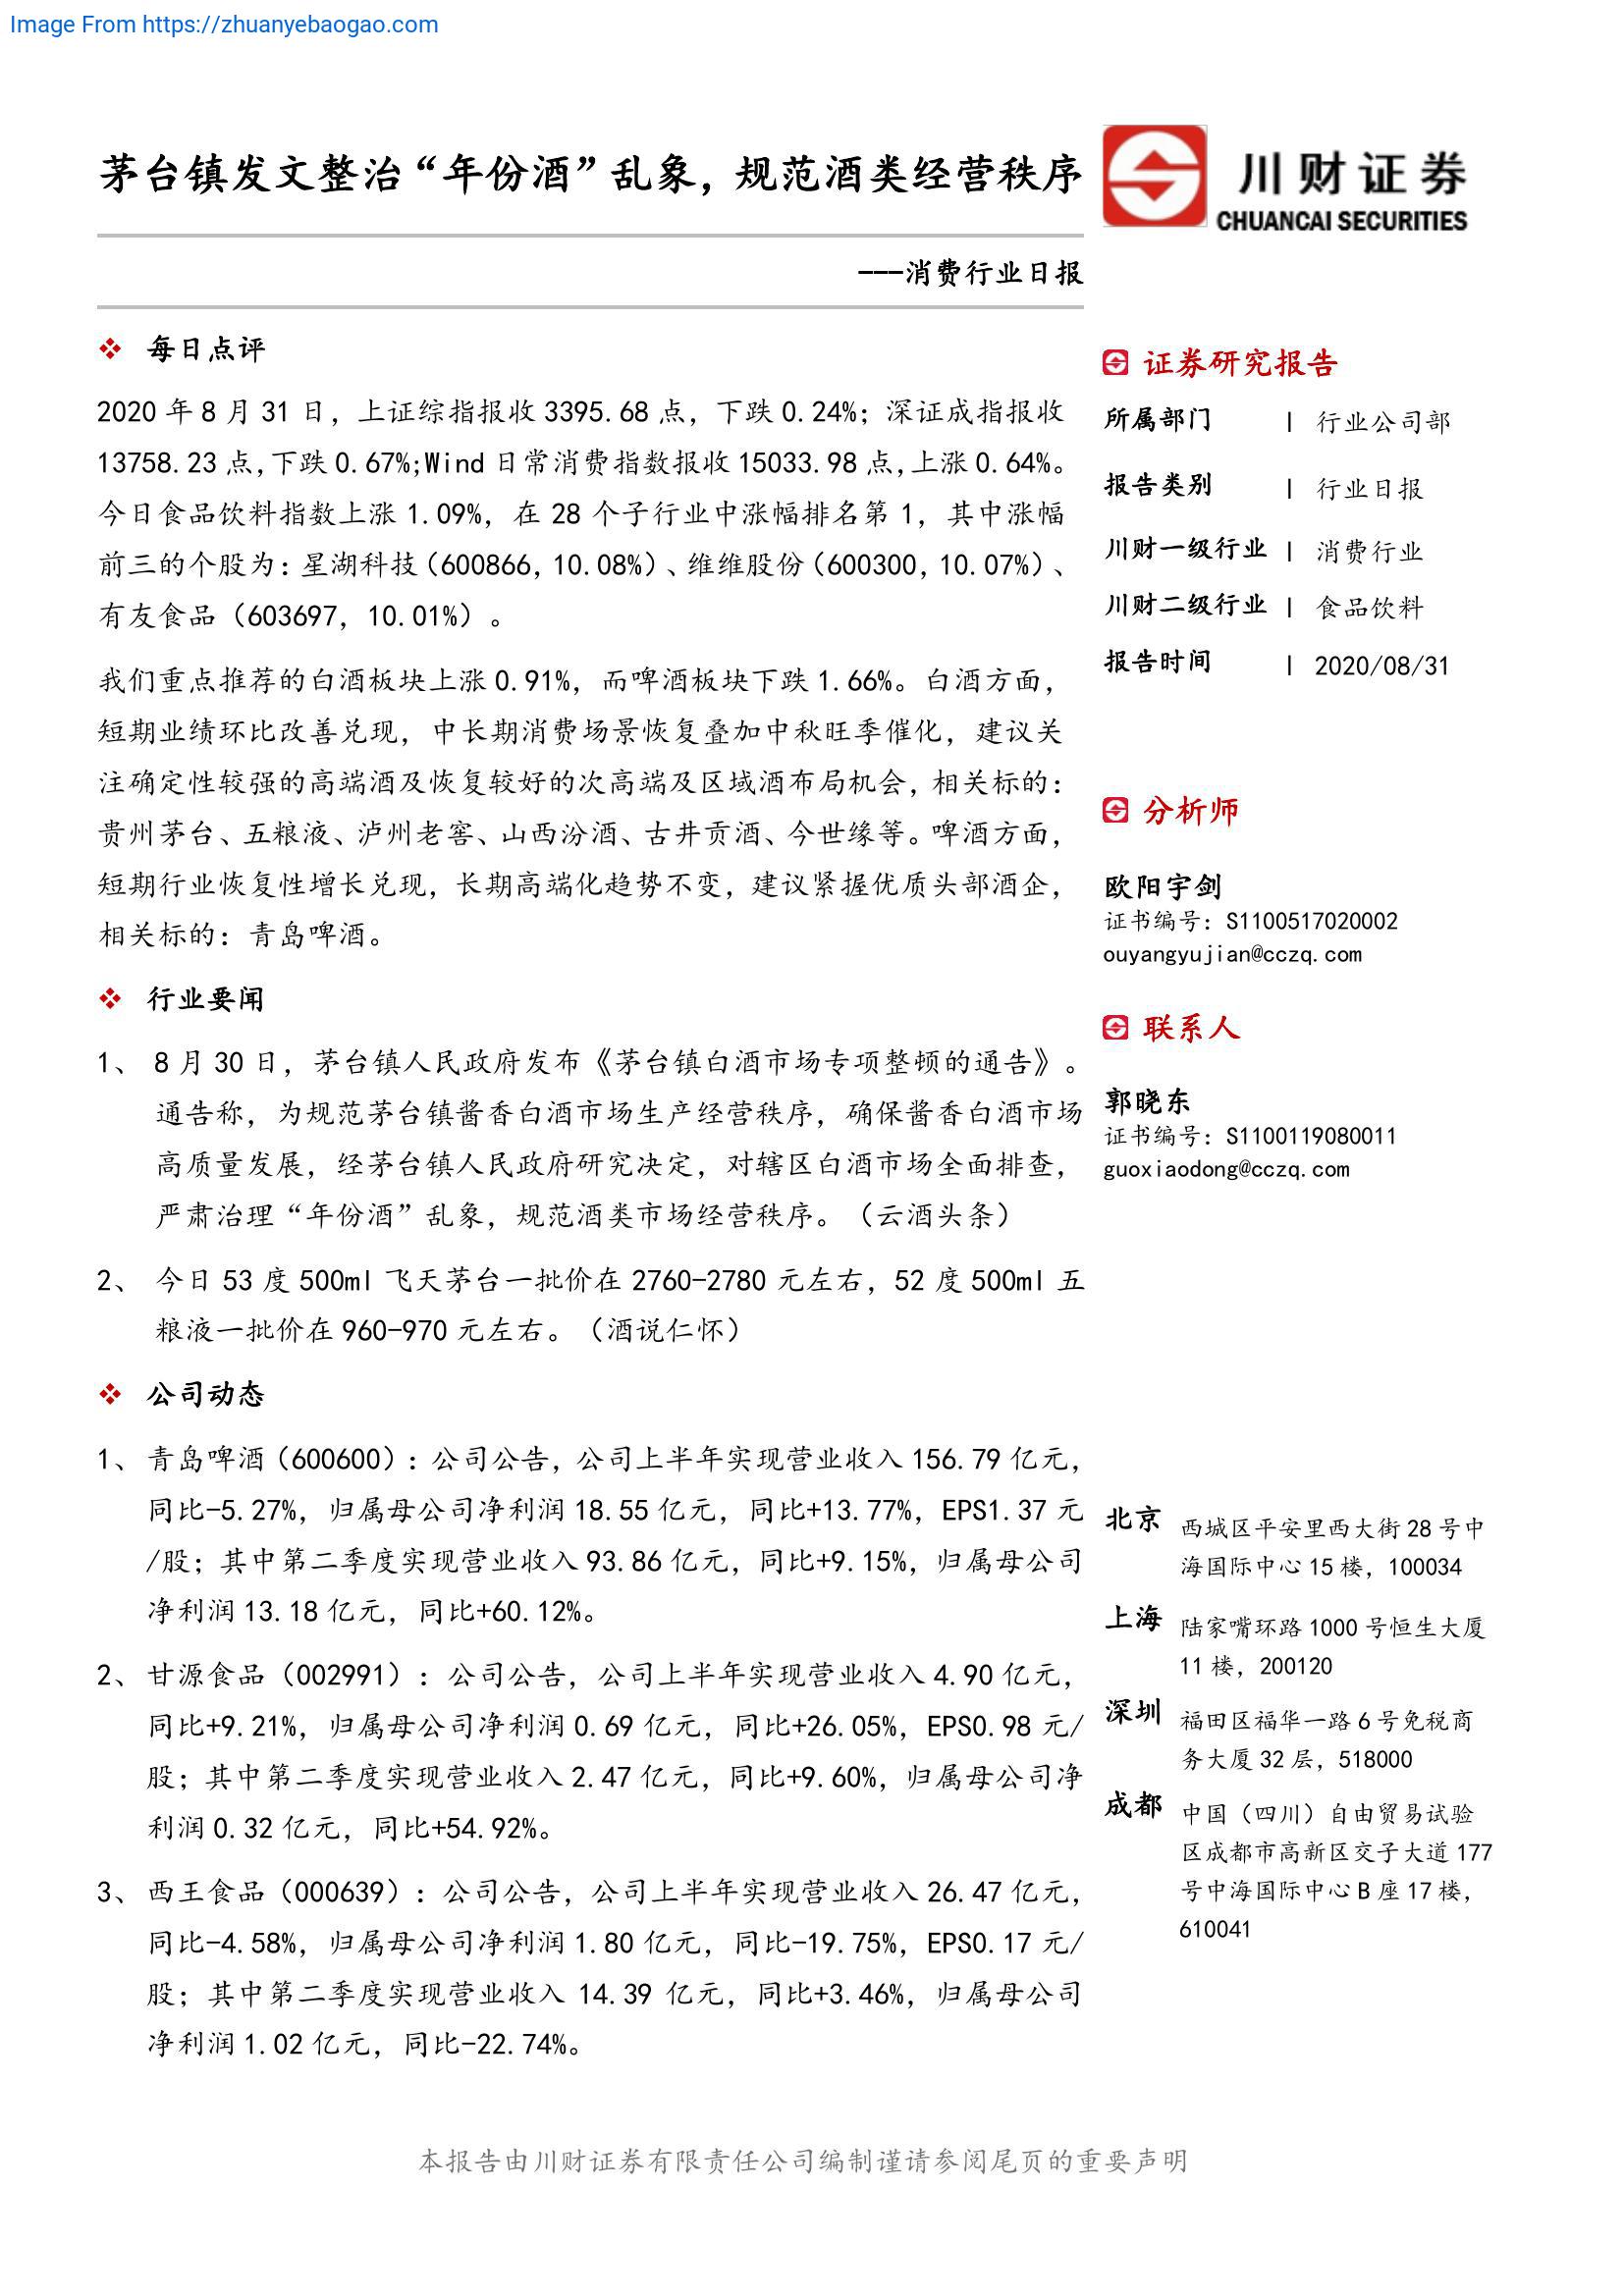 Image From https://zhuanyebaogao.com
茅台镇发文整治“年份酒”乱象，规范酒类经营秩序
川财证券
CHUANCAI SECURITIES
---消费行业日报
❖ 每日点评
2020 年 8 月 31 日，上证综指报收 3395.68 点，下跌 0.24%；深证成指报收
13758.23 点，下跌 0.67%;Wind 日常消费指数报收 15033.98 点，上涨 0.64%。
今日食品饮料指数上涨 1.09%，在 28 个子行业中涨幅排名第 1，其中涨幅
前三的个股为：星湖科技（600866，10.08%）、维维股份（600300，10.07%）、
有友食品（603697，10.01%）。
我们重点推荐的白酒板块上涨 0.91%，而啤酒板块下跌 1.66%。白酒方面，
短期业绩环比改善兑现，中长期消费场景恢复叠加中秋旺季催化，建议关
注确定性较强的高端酒及恢复较好的次高端及区域酒布局机会，相关标的：
贵州茅台、五粮液、泸州老窖、山西汾酒、古井贡酒、今世缘等。啤酒方面，
短期行业恢复性增长兑现，长期高端化趋势不变，建议紧握优质头部酒企，
相关标的：青岛啤酒。
❖ 行业要闻
1、 8 月 30 日，茅台镇人民政府发布《茅台镇白酒市场专项整顿的通告》。
通告称，为规范茅台镇酱香白酒市场生产经营秩序，确保酱香白酒市场
高质量发展，经茅台镇人民政府研究决定，对辖区白酒市场全面排查，
严肃治理“年份酒”乱象，规范酒类市场经营秩序。（云酒头条）
2、 今日 53 度 500ml 飞天茅台一批价在 2760-2780 元左右，52 度 500ml 五
粮液一批价在 960-970 元左右。（酒说仁怀）
❖ 公司动态
1、 青岛啤酒（600600）：公司公告，公司上半年实现营业收入 156.79 亿元，
同比-5.27%，归属母公司净利润 18.55 亿元，同比+13.77%，EPS1.37 元
/股；其中第二季度实现营业收入 93.86 亿元，同比+9.15%，归属母公司
净利润 13.18 亿元，同比+60.12%。
2、 甘源食品（002991）：公司公告，公司上半年实现营业收入 4.90 亿元，
同比+9.21%，归属母公司净利润 0.69 亿元，同比+26.05%，EPS0.98 元/
股；其中第二季度实现营业收入 2.47 亿元，同比+9.60%，归属母公司净
利润 0.32 亿元，同比+54.92%。
3、 西王食品（000639）：公司公告，公司上半年实现营业收入 26.47 亿元，
同比-4.58%，归属母公司净利润 1.80 亿元，同比-19.75%，EPS0.17 元/
股；其中第二季度实现营业收入 14.39 亿元，同比+3.46%，归属母公司
净利润 1.02 亿元，同比-22.74%。
证券研究报告
所属部门 | 行业公司部
报告类别 | 行业日报
川财一级行业 | 消费行业
川财二级行业 | 食品饮料
报告时间 | 2020/08/31
分析师
欧阳宇剑
证书编号：S1100517020002
ouyangyujian@cczq.com
联系人
郭晓东
证书编号：S1100119080011
guoxiaodong@cczq.com
北京 西城区平安里西大街 28 号中
海国际中心 15 楼，100034
上海 陆家嘴环路 1000 号恒生大厦
11 楼，200120
深圳 福田区福华一路 6 号免税商
务大厦 32 层，518000
成都 中国（四川）自由贸易试验
区成都市高新区交子大道 177
号中海国际中心 B 座 17 楼，
610041
本报告由川财证券有限责任公司编制谨请参阅尾页的重要声明